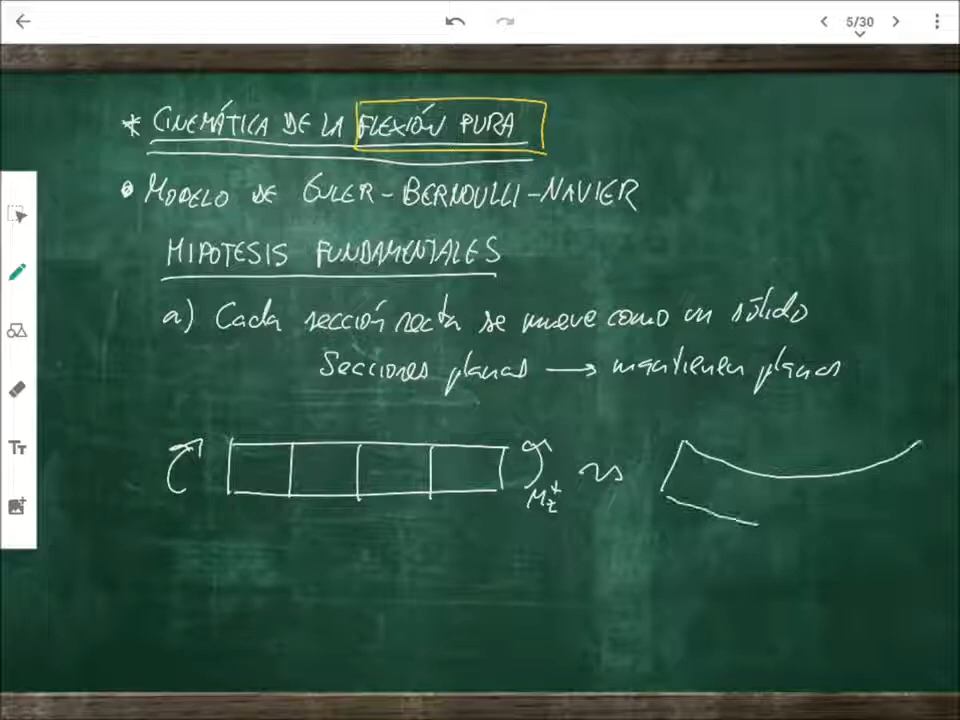 5/30
* CINEMÁTICA DE LA FLEXIÓN PURA
• MODELO DE EULER-BERNOULLI-NAVIER
HIPOTESIS FUNDAMENTALES
a) Cada sección recta se mueve como un sólido
Secciones planas → mantienen planas
Mz+
Tт